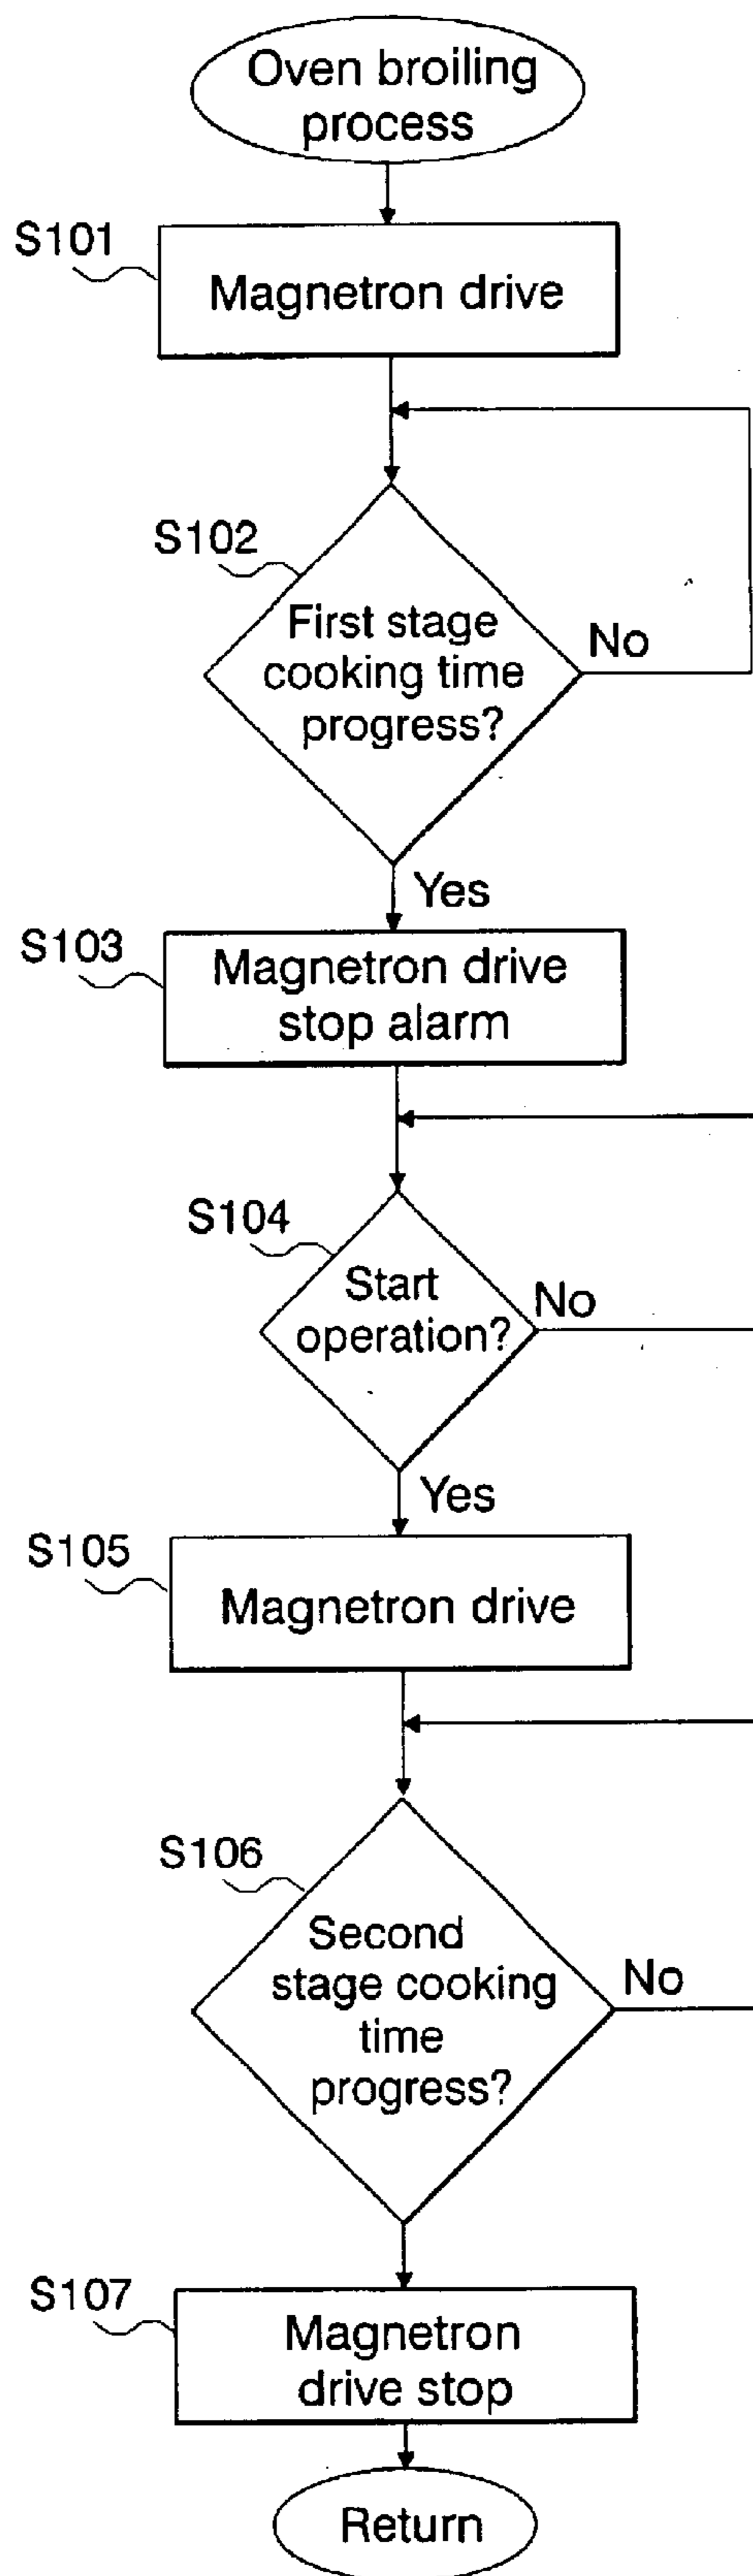 Oven broiling
process
S101
Magnetron drive
S102
First stage
cooking time
progress?
No
Yes
S103
Magnetron drive
stop alarm
S104
Start
operation?
No
Yes
S105
Magnetron drive
S106
Second
stage cooking
time
progress?
No
S107
Magnetron
drive stop
Return